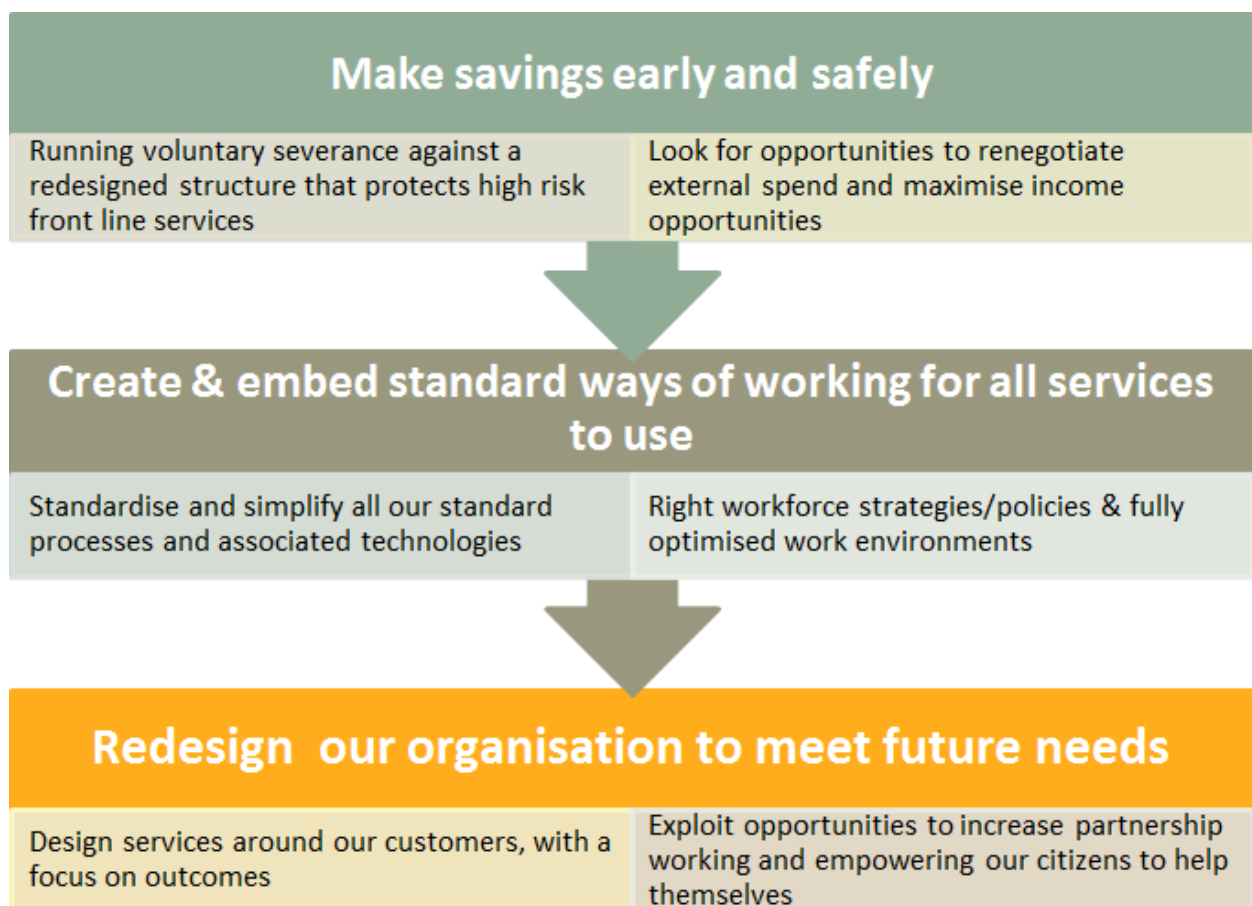 Make savings early and safely
Running voluntary severance against a
redesigned structure that protects high risk
front line services
Look for opportunities to renegotiate
external spend and maximise income
opportunities
Create & embed standard ways of working for all services
to use
Standardise and simplify all our standard
processes and associated technologies
Right workforce strategies/policies & fully
optimised work environments
Redesign our organisation to meet future needs
Design services around our customers, with a
focus on outcomes
Exploit opportunities to increase partnership
working and empowering our citizens to help
themselves